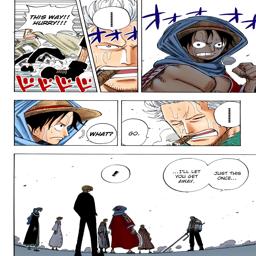 THIS WAY!!
HURRY!!!
オオオ
オオオ
ドドドド
WHAT?
GO.
I'LL LET
YOU GET
AWAY.
JUST THIS
ONCE...